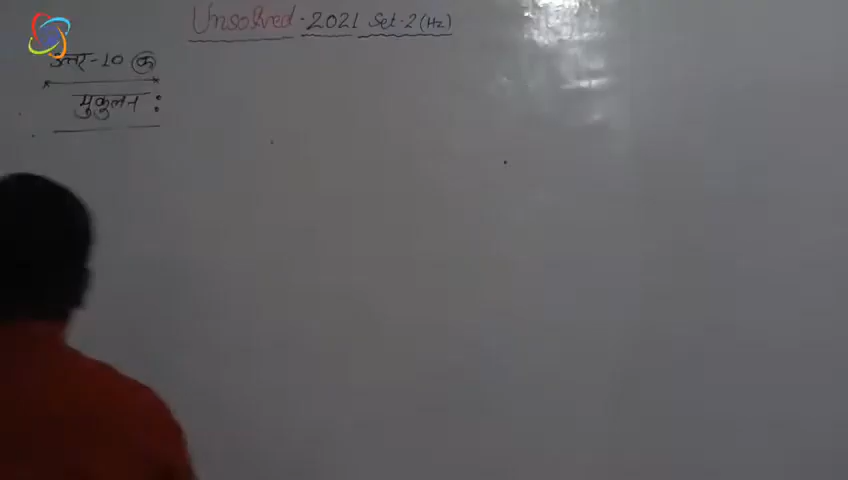 Unsolved - 2021 Set-2 (Hz)
उत्तर-10 (क)
मुकुलन :